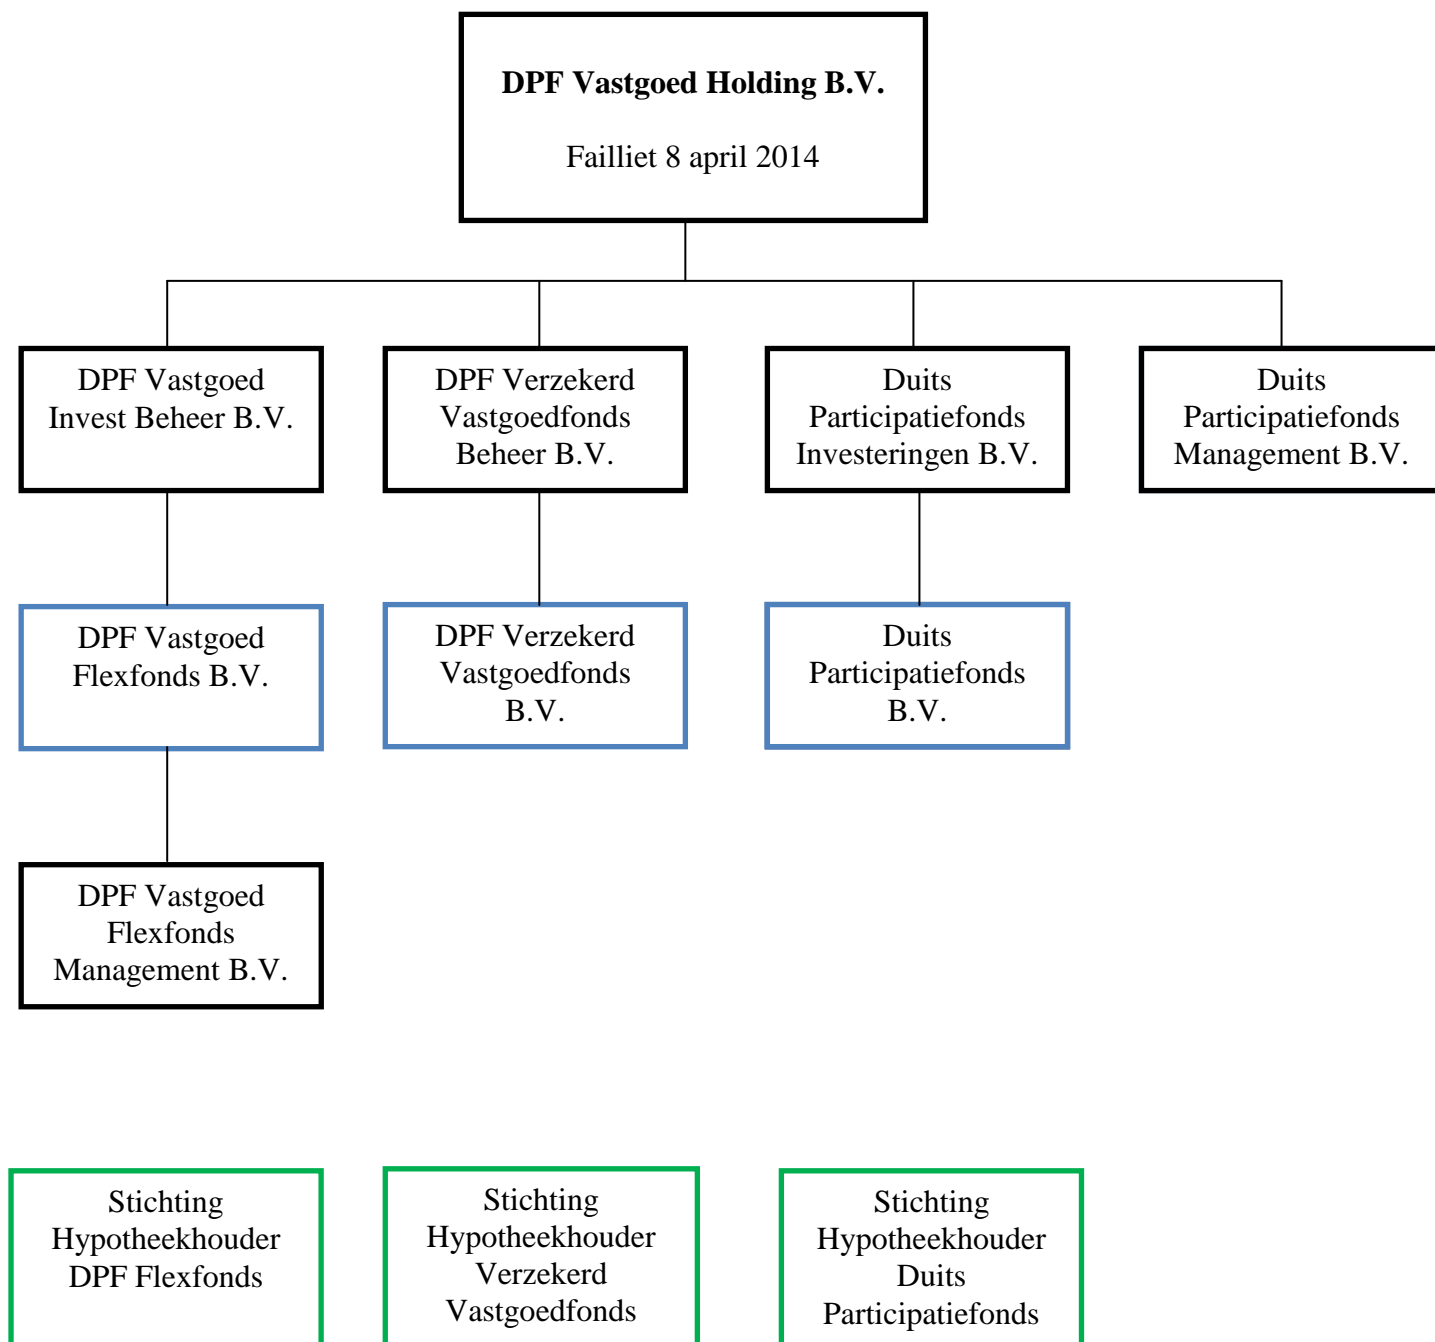 DPF Vastgoed Holding B.V.
Failliet 8 april 2014
DPF Vastgoed
Invest Beheer B.V.
DPF Verzekerd
Vastgoedfonds
Beheer B.V.
Duits
Participatiefonds
Investeringen B.V.
Duits
Participatiefonds
Management B.V.
DPF Vastgoed
Flexfonds B.V.
DPF Verzekerd
Vastgoedfonds
B.V.
Duits
Participatiefonds
B.V.
DPF Vastgoed
Flexfonds
Management B.V.
Stichting
Hypotheekhouder
DPF Flexfonds
Stichting
Hypotheekhouder
Verzekerd
Vastgoedfonds
Stichting
Hypotheekhouder
Duits
Participatiefonds